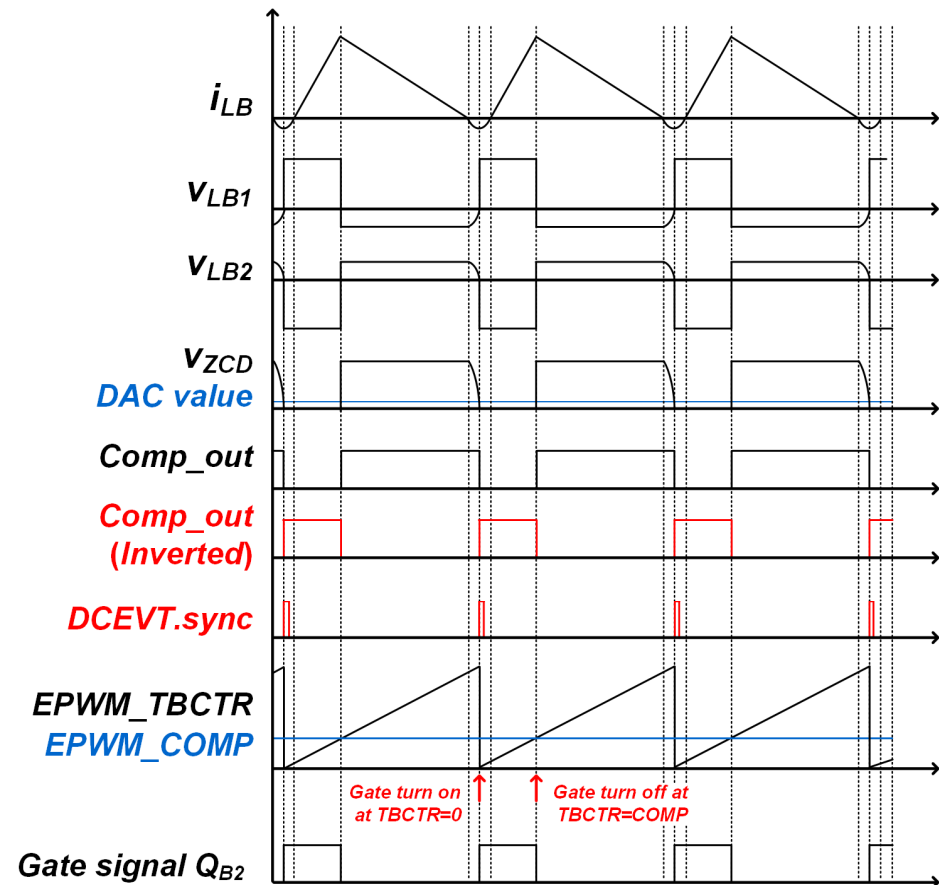 iLB
vLB1
vLB2
vZCD
DAC value
Comp_out
Comp_out
(Inverted)
DCEVT.sync
EPWM_TBCTR
EPWM_COMP
Gate turn on
at TBCTR=0
Gate turn off at
TBCTR=COMP
Gate signal QB2